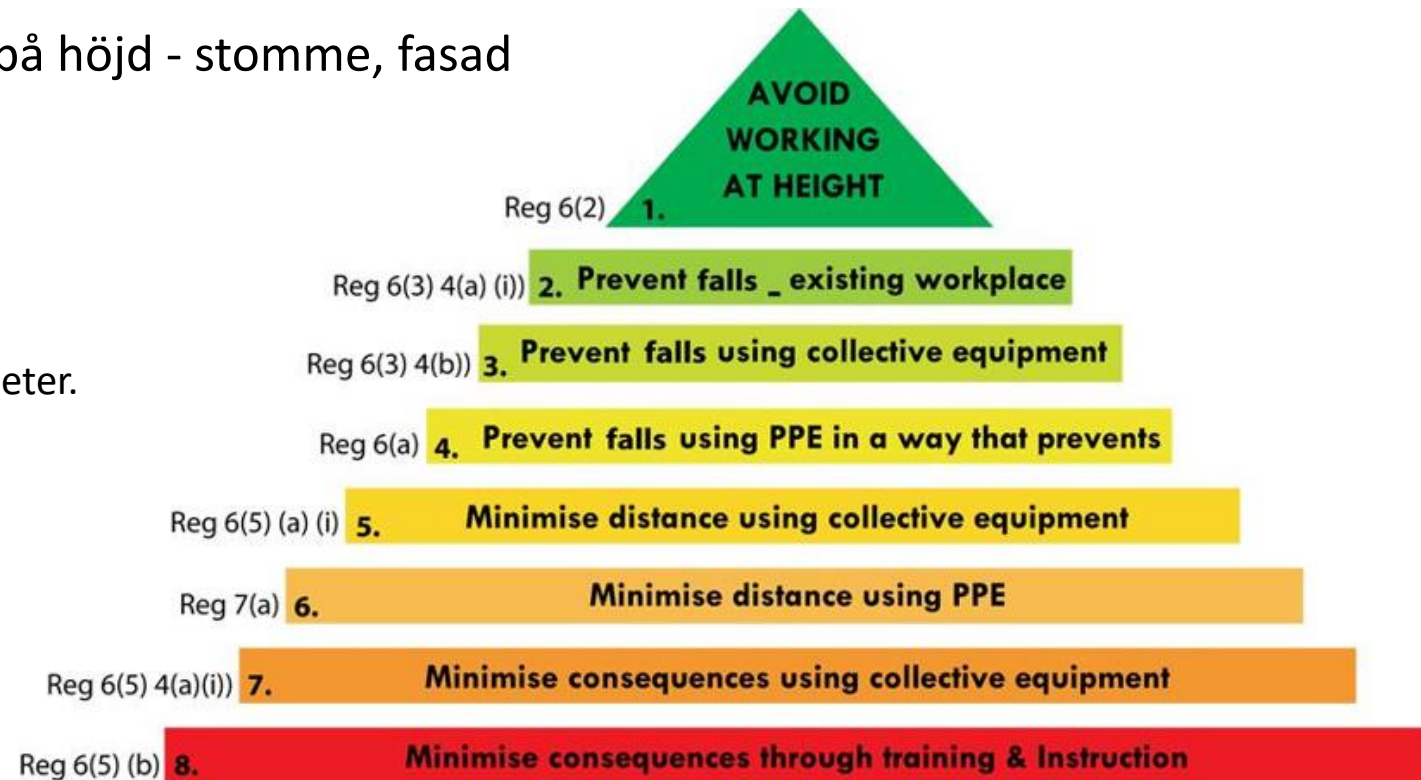 på höjd - stomme, fasad
AVOID
WORKING
AT HEIGHT
Reg 6(2) 1.
Reg 6(3) 4(a) (i)) 2. Prevent falls _ existing workplace
Reg 6(3) 4(b)) 3. Prevent falls using collective equipment
eter.
Reg 6(a) 4. Prevent falls using PPE in a way that prevents
Reg 6(5) (a) (i) 5. Minimise distance using collective equipment
Reg 7(a) 6. Minimise distance using PPE
Reg 6(5) 4(a)(i)) 7. Minimise consequences using collective equipment
Reg 6(5) (b) 8. Minimise consequences through training & Instruction